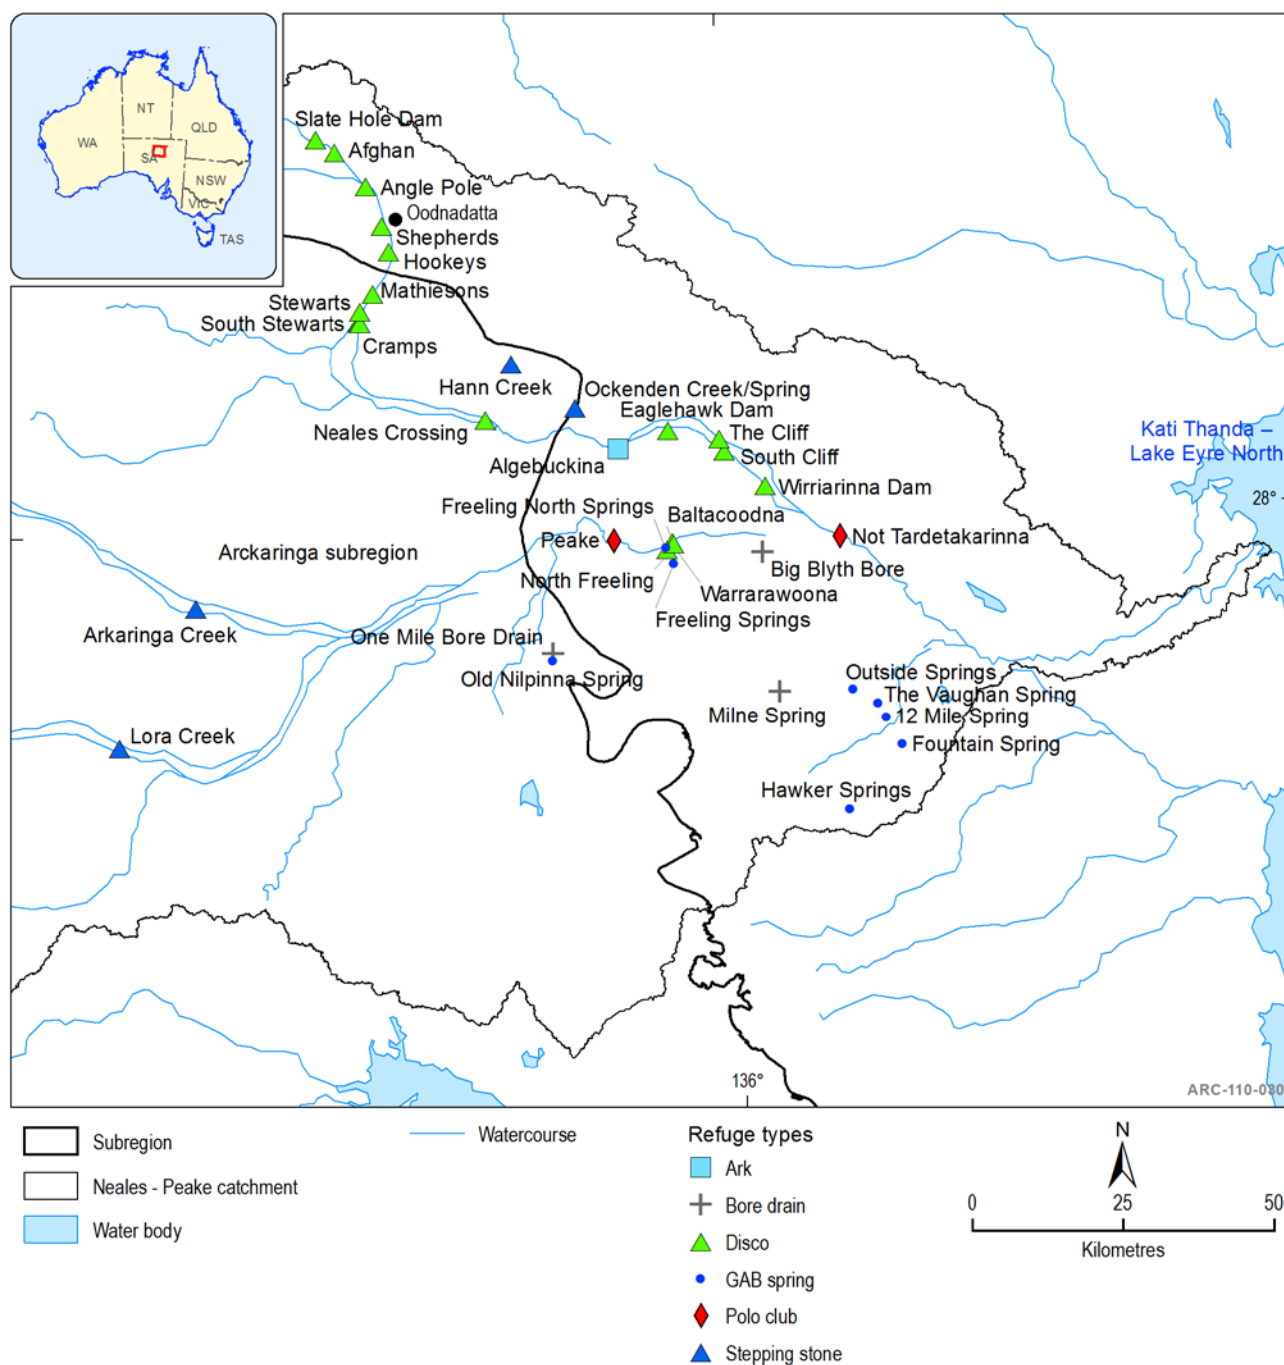 NT
QLD
WA
SA
NSW
VIC
TAS
Slate Hole Dam
Afghan
Angle Pole
Oodnadatta
Shepherds
Hookeys
Mathiesons
Stewarts
South Stewarts
Cramps
Hann Creek
Ockenden Creek/Spring
Eaglehawk Dam
Neales Crossing
The Cliff
South Cliff
Algebuckina
Kati Thanda –
Lake Eyre North
Wirriarinna Dam
28°
Freeling North Springs
Baltacoodna
Peake
Not Tardetakarinna
Arckaringa subregion
Big Blyth Bore
North Freeling
Warrarawoona
Freeling Springs
Arkaringa Creek
One Mile Bore Drain
Old Nilpinna Spring
Outside Springs
The Vaughan Spring
Milne Spring
12 Mile Spring
Lora Creek
Fountain Spring
Hawker Springs
136°
ARC-110-030
Subregion
Neales - Peake catchment
Water body
Watercourse
Refuge types
Ark
Bore drain
Disco
GAB spring
Polo club
Stepping stone
N
0 25 50
Kilometres